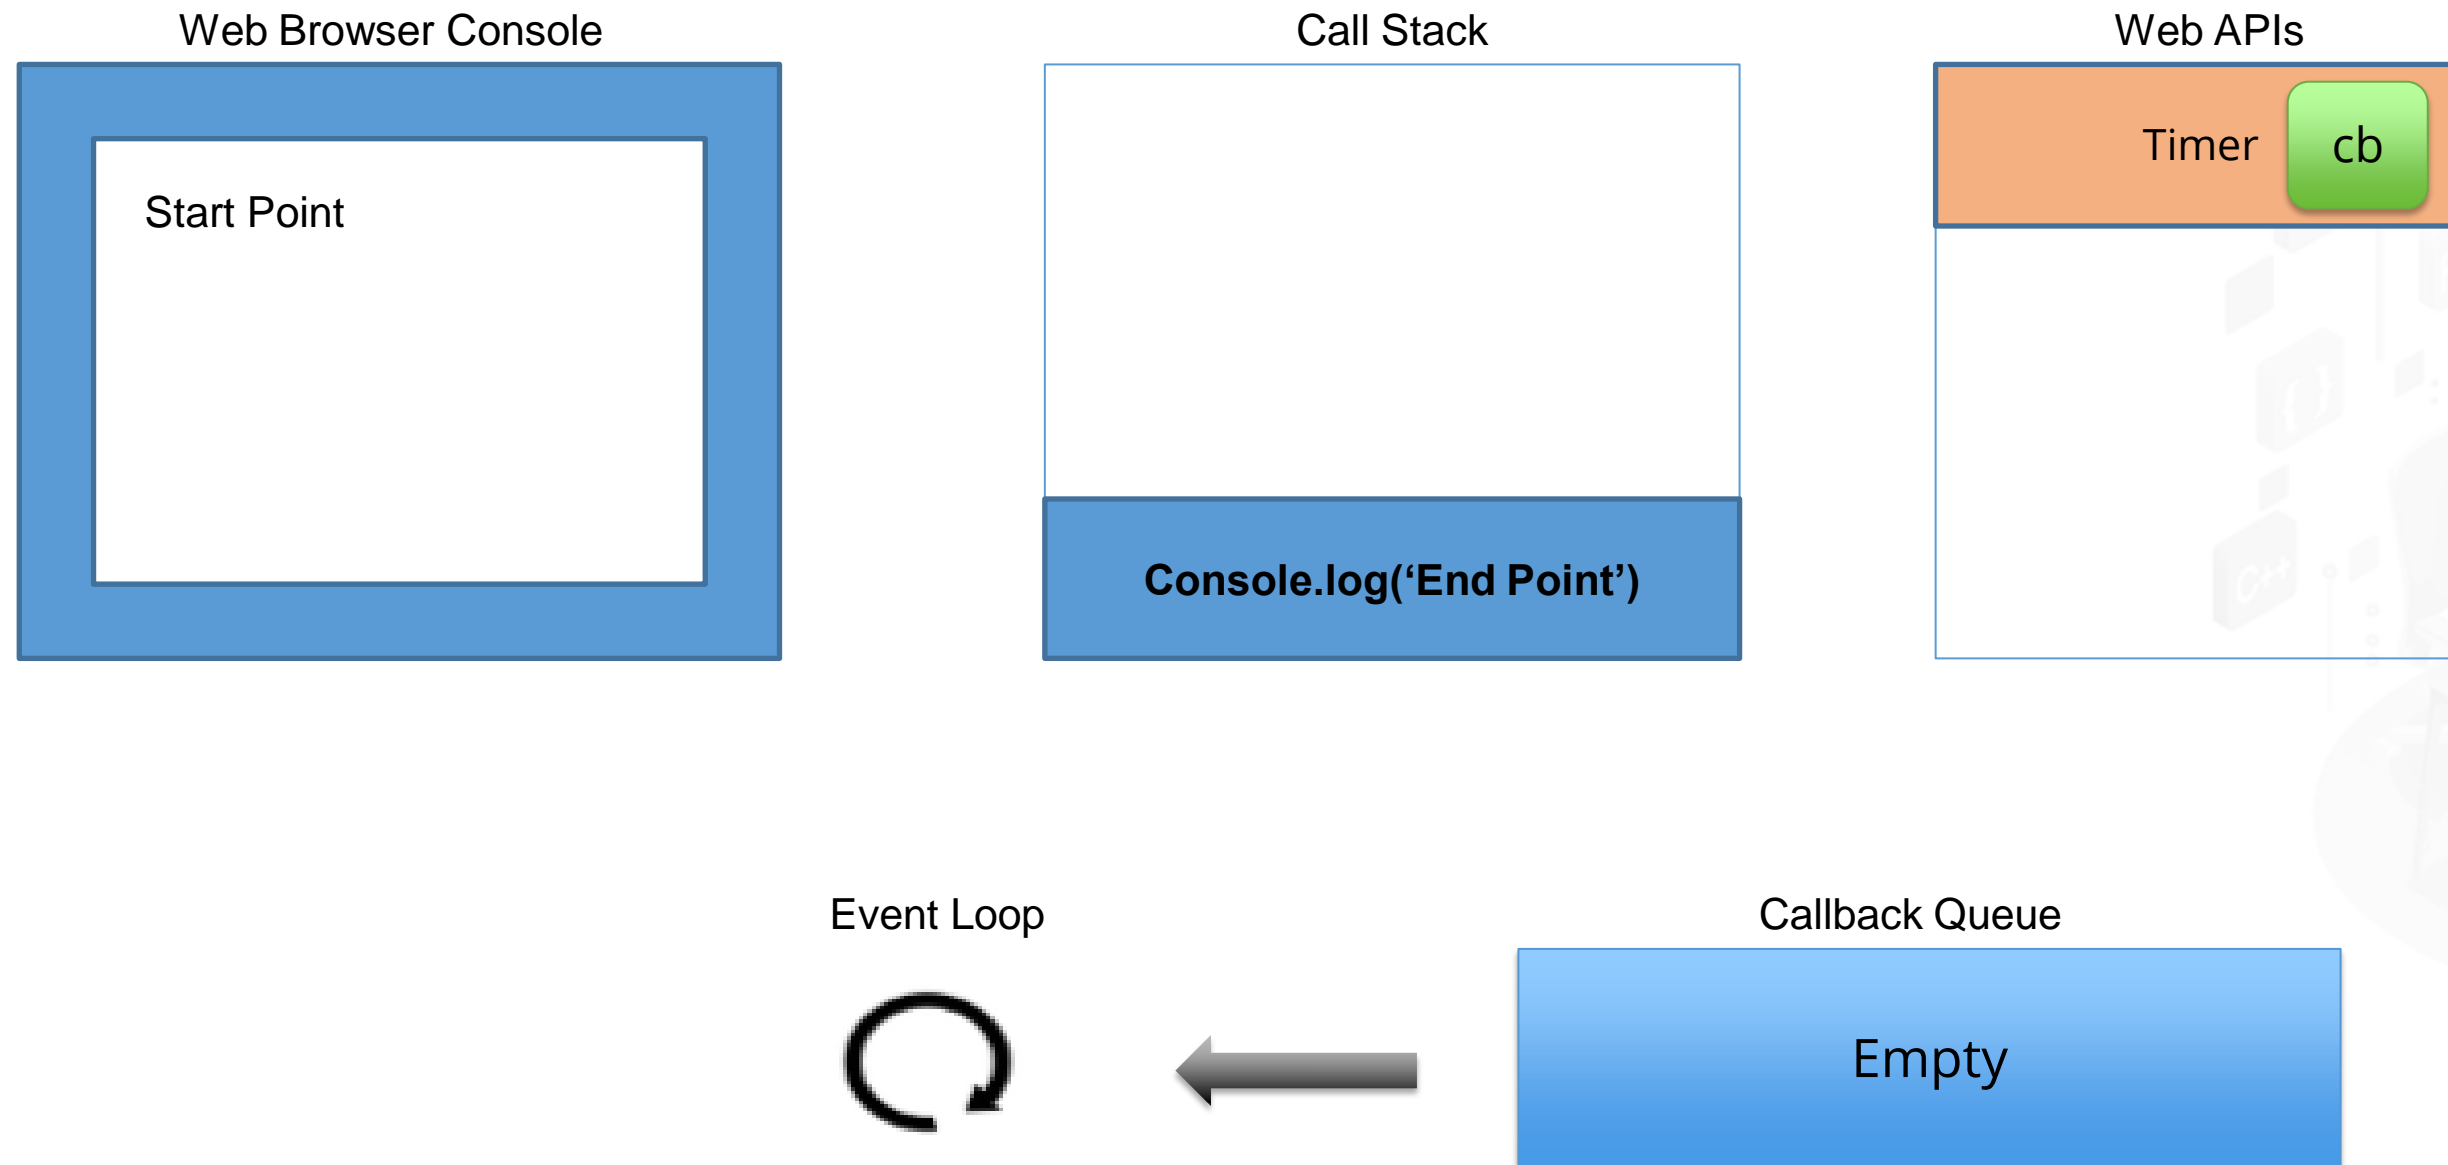 Web Browser Console
Call Stack
Web APIs
Start Point
Timer
cb
Console.log(‘End Point’)
{ }
C++
Event Loop
Callback Queue
Empty